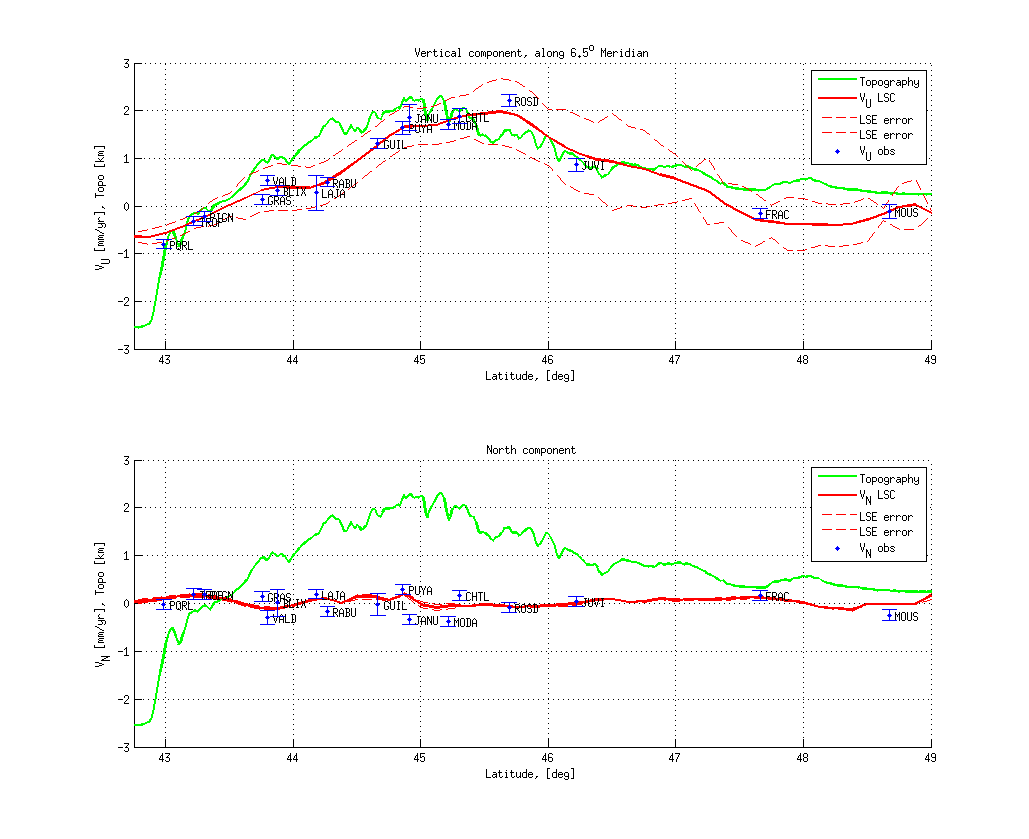 Vertical component, along 6.5° Meridian
V_U [mm/yr], Topo [km]
3
2
1
0
-1
-2
-3
43
44
45
46
47
48
49
Latitude, [deg]
Topography
V_U LSC
LSE error
LSE error
V_U obs
PQRL
BIGN
VALD
GRAS
BLIX
RABU
LAJA
GUIL
JANU
PUYA
CHTL
MODA
ROSD
JUVI
FRAC
MOUS
North component
V_N [mm/yr], Topo [km]
3
2
1
0
-1
-2
-3
43
44
45
46
47
48
49
Latitude, [deg]
Topography
V_N LSC
LSE error
LSE error
V_N obs
PQRL
GRAS
BLIX
VALD
LAJA
RABU
GUIL
PUYA
JANU
CHTL
MODA
ROSD
JUVI
FRAC
MOUS